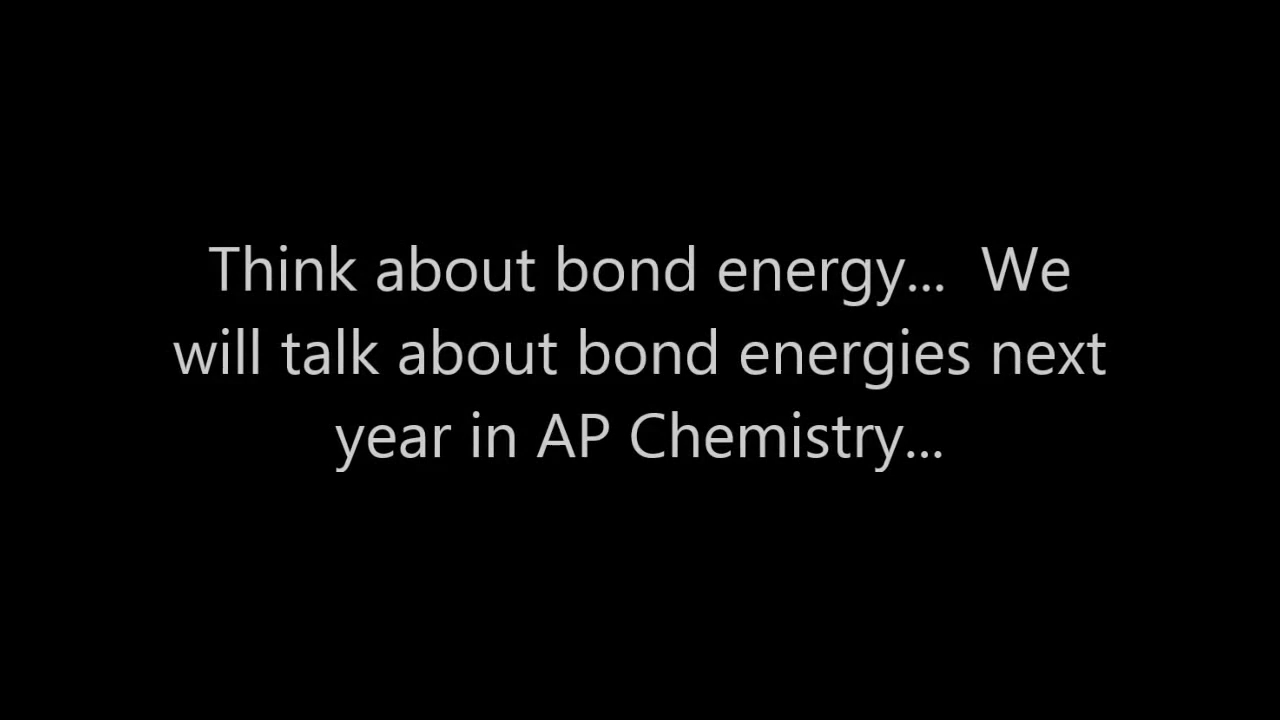 Think about bond energy...  We
will talk about bond energies next
year in AP Chemistry...